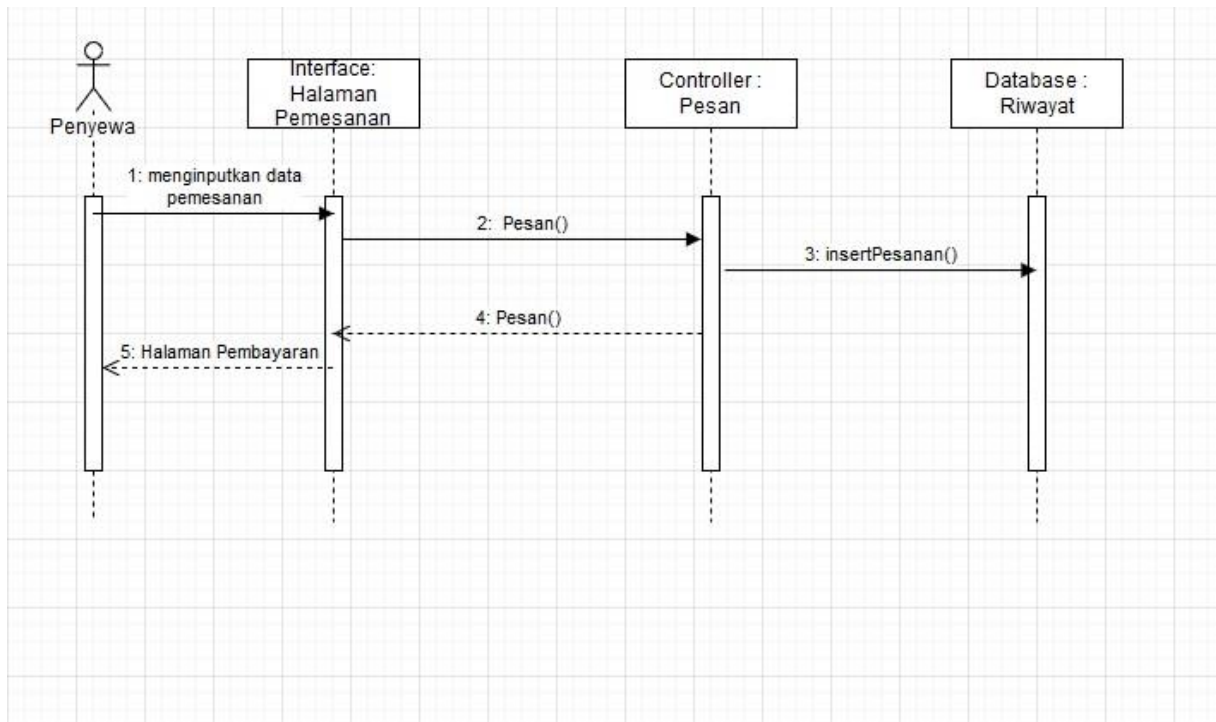 Penyewa
Interface:
Halaman
Pemesanan
Controller :
Pesan
Database :
Riwayat
1: menginputkan data
pemesanan
2:  Pesan()
3: insertPesanan()
4: Pesan()
5: Halaman Pembayaran